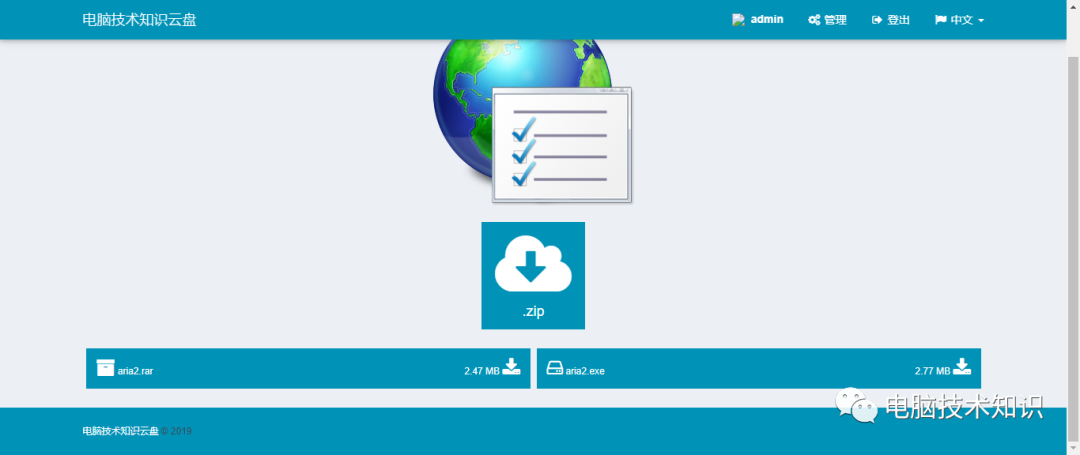 电脑技术知识云盘 admin 管理 登出 中文
.zip
aria2.rar 2.47 MB aria2.exe 2.77 MB
电脑技术知识
电脑技术知识云盘 © 2019